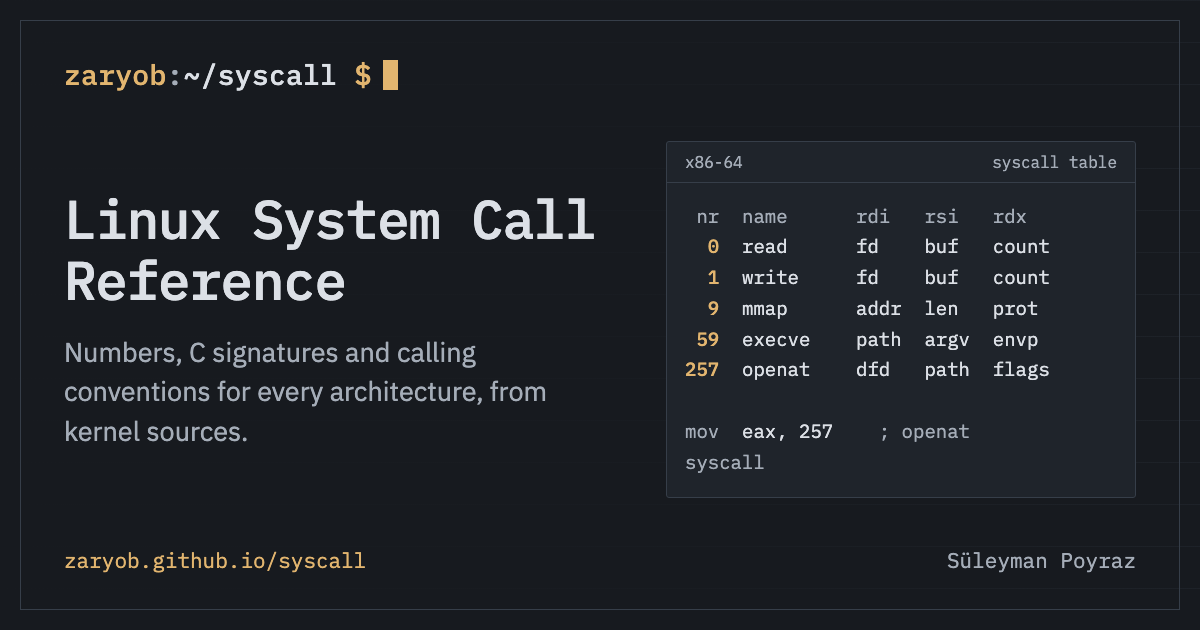 zaryob:~/syscall $
Linux System Call
Reference
Numbers, C signatures and calling
conventions for every architecture, from
kernel sources.
zaryob.github.io/syscall
x86-64 syscall table
nr name rdi rsi rdx
0 read fd buf count
1 write fd buf count
9 mmap addr len prot
59 execve path argv envp
257 openat dfd path flags
mov eax, 257 ; openat
syscall
Süleyman Poyraz